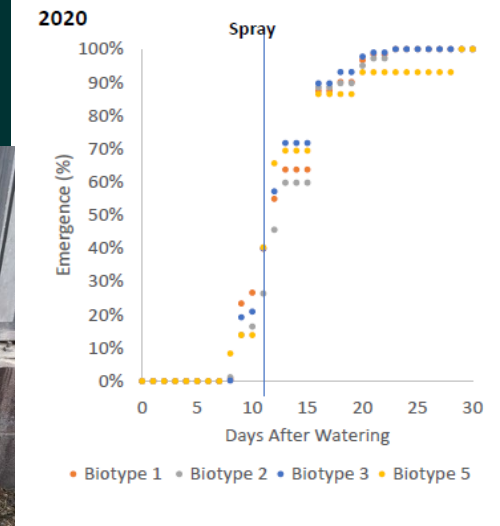 2020
Spray
100%
90%
80%
70%
60%
50%
40%
30%
20%
10%
0%
Emergence (%)
0 5 10 15 20 25 30
Days After Watering
Biotype 1 Biotype 2 Biotype 3 Biotype 5